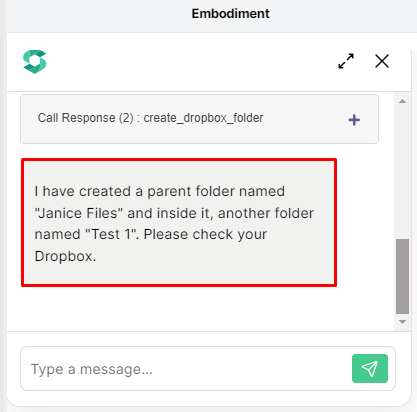 Embodiment
Call Response (2) : create_dropbox_folder
I have created a parent folder named
"Janice Files" and inside it, another folder
named "Test 1". Please check your
Dropbox.
Type a message...